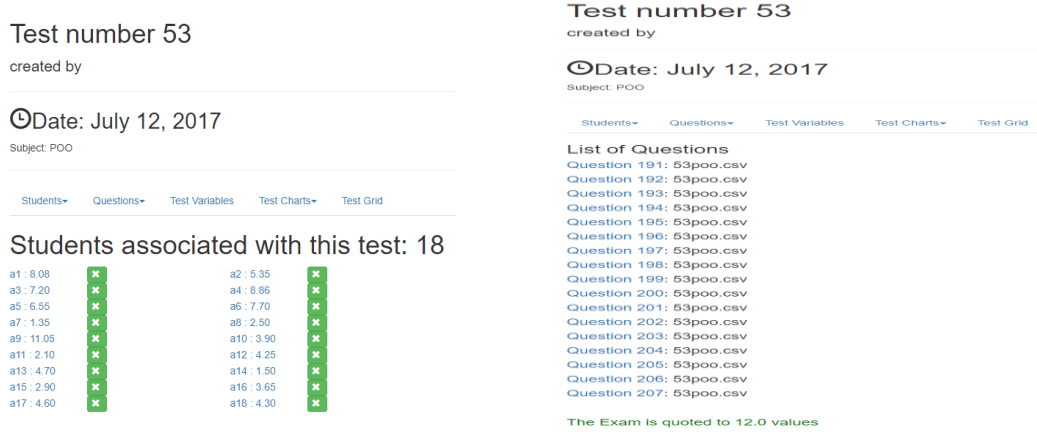 Test number 53
created by
Date: July 12, 2017
Subject: POO
Students Questions Test Variables Test Charts Test Grid
Students associated with this test: 18
a1 : 8.08 a2 : 5.35
a3 : 7.20 a4 : 8.86
a5 : 6.55 a6 : 7.70
a7 : 1.35 a8 : 2.50
a9 : 11.05 a10 : 3.90
a11 : 2.10 a12 : 4.25
a13 : 4.70 a14 : 1.50
a15 : 2.90 a16 : 3.65
a17 : 4.60 a18 : 4.30
Test number 53
created by
Date: July 12, 2017
Subject: POO
Students Questions Test Variables Test Charts Test Grid
List of Questions
Question 191: 53poo.csv
Question 192: 53poo.csv
Question 193: 53poo.csv
Question 194: 53poo.csv
Question 195: 53poo.csv
Question 196: 53poo.csv
Question 197: 53poo.csv
Question 198: 53poo.csv
Question 199: 53poo.csv
Question 200: 53poo.csv
Question 201: 53poo.csv
Question 202: 53poo.csv
Question 203: 53poo.csv
Question 204: 53poo.csv
Question 205: 53poo.csv
Question 206: 53poo.csv
Question 207: 53poo.csv
The Exam is quoted to 12.0 values